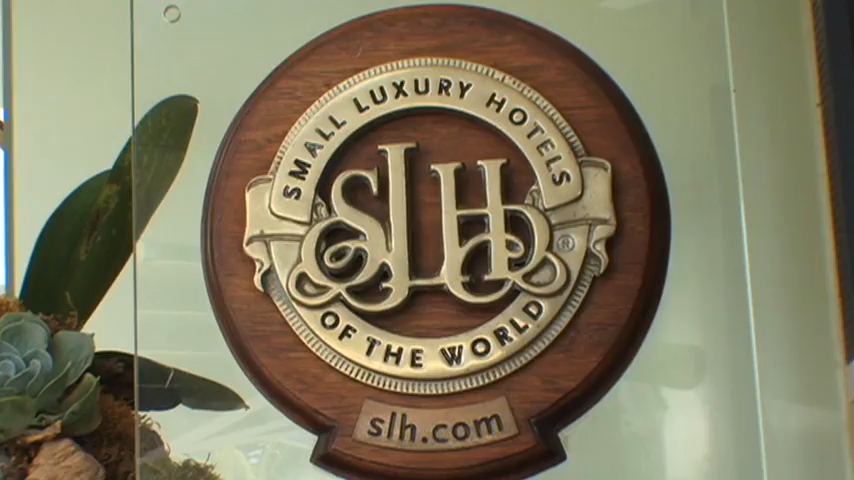 SMALL LUXURY HOTELS
SLH
®
OF THE WORLD
slh.com